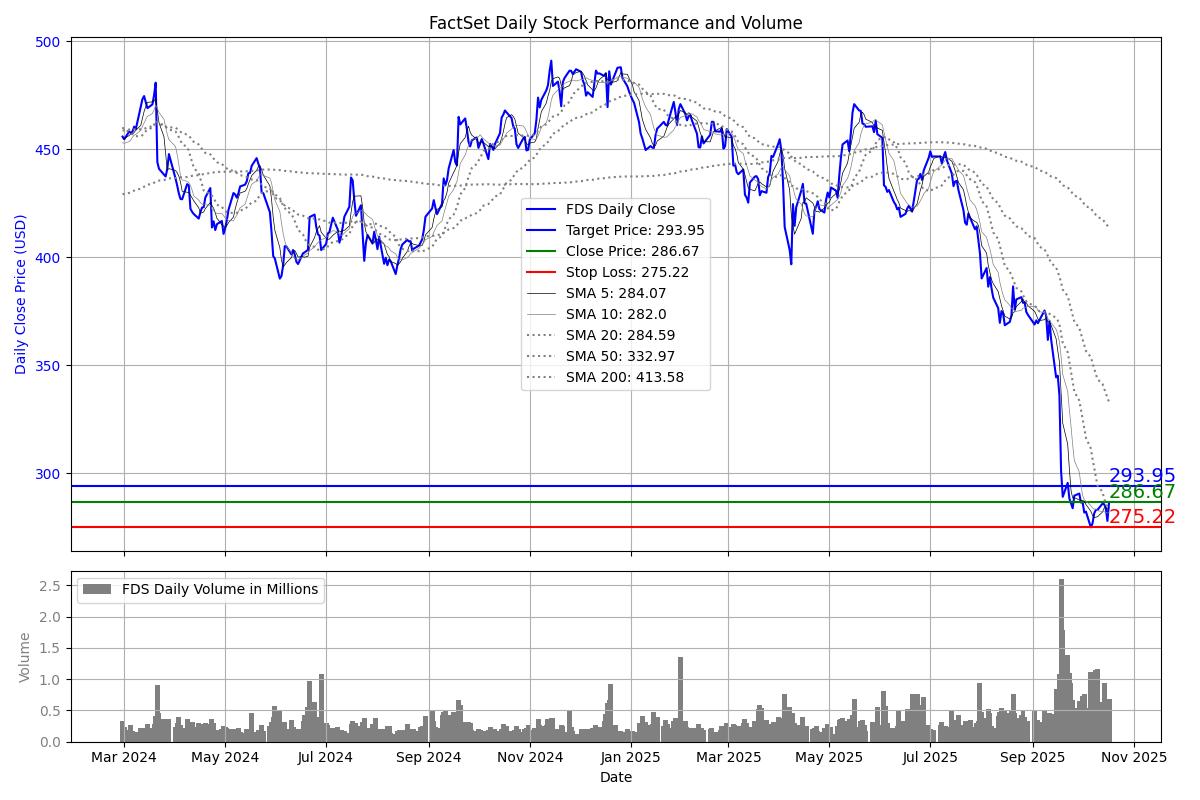 FactSet Daily Stock Performance and Volume
Daily Close Price (USD)
500
450
400
350
300
FDS Daily Close
Target Price: 293.95
Close Price: 286.67
Stop Loss: 275.22
SMA 5: 284.07
SMA 10: 282.0
SMA 20: 284.59
SMA 50: 332.97
SMA 200: 413.58
293.95
286.67
275.22
Volume
2.5
2.0
1.5
1.0
0.5
0.0
FDS Daily Volume in Millions
Mar 2024 May 2024 Jul 2024 Sep 2024 Nov 2024 Jan 2025 Mar 2025 May 2025 Jul 2025 Sep 2025 Nov 2025
Date